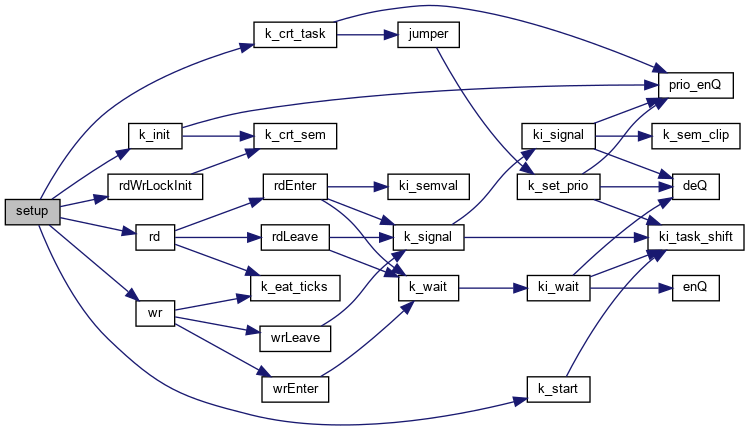 setup
k_crt_task
k_init
rdWrLockInit
rd
wr
k_crt_sem
rdEnter
rdLeave
k_eat_ticks
wrLeave
wrEnter
jumper
ki_semval
k_signal
k_wait
ki_signal
k_set_prio
ki_wait
k_start
prio_enQ
k_sem_clip
deQ
ki_task_shift
enQ